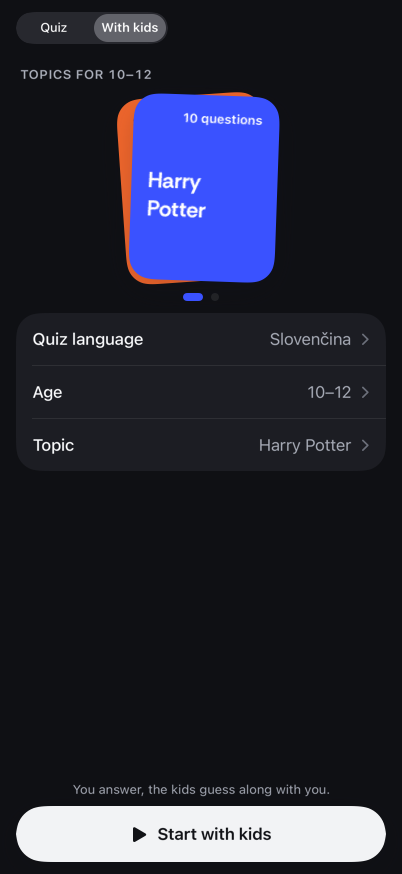 Quiz
With kids
TOPICS FOR 10–12
10 questions
Harry
Potter
Quiz language
Slovenčina
Age
10–12
Topic
Harry Potter
You answer, the kids guess along with you.
Start with kids